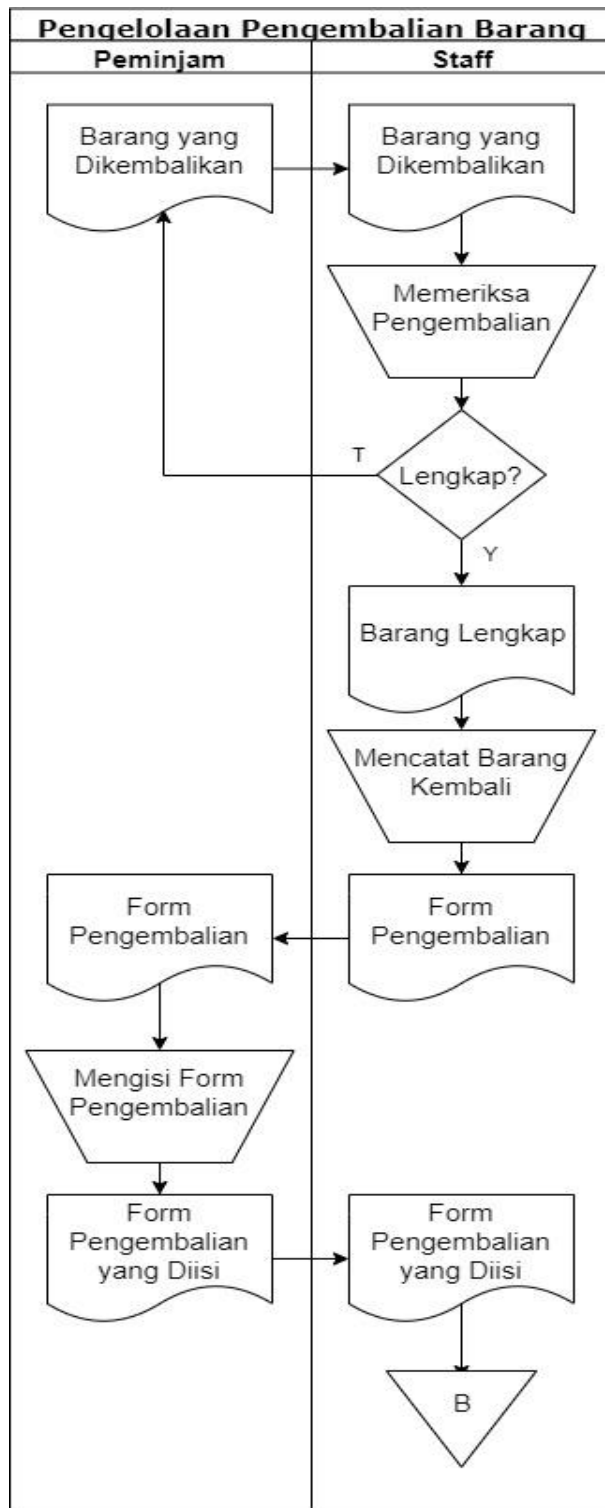 Pengelolaan Pengembalian Barang
Peminjam
Staff
Barang yang
Dikembalikan
Barang yang
Dikembalikan
Memeriksa
Pengembalian
T
Lengkap?
Y
Barang Lengkap
Mencatat Barang
Kembali
Form
Pengembalian
Form
Pengembalian
Mengisi Form
Pengembalian
Form
Pengembalian
yang Diisi
Form
Pengembalian
yang Diisi
B